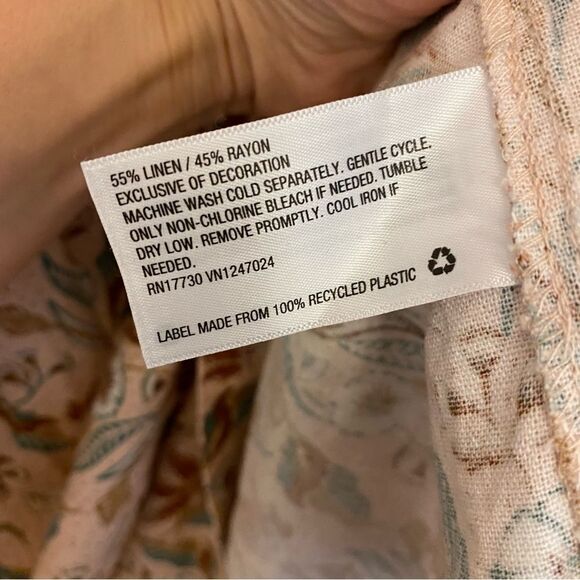 55% LINEN / 45% RAYON
EXCLUSIVE OF DECORATION
MACHINE WASH COLD SEPARATELY. GENTLE CYCLE.
ONLY NON-CHLORINE BLEACH IF NEEDED. TUMBLE
DRY LOW. REMOVE PROMPTLY. COOL IRON IF
NEEDED.
RN17730 VN1247024
LABEL MADE FROM 100% RECYCLED PLASTIC